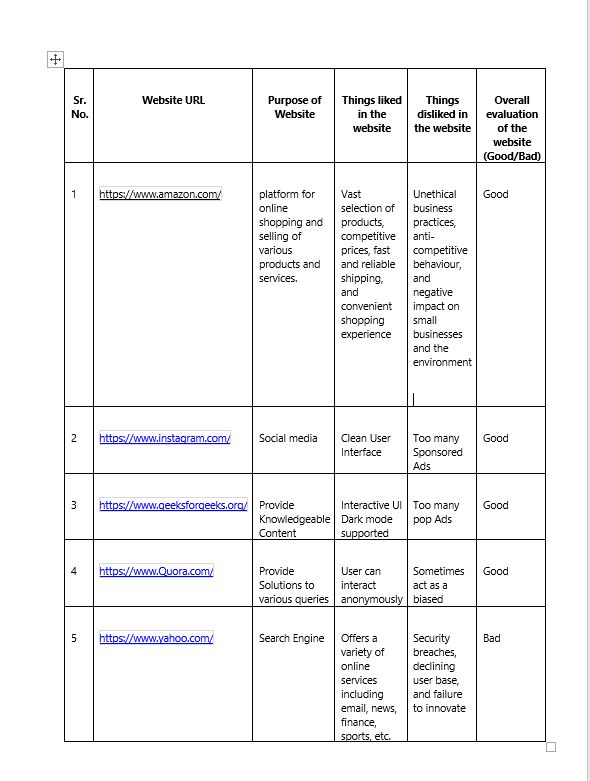 Sr. No.
Website URL
Purpose of Website
Things liked in the website
Things disliked in the website
Overall evaluation of the website (Good/Bad)
1
https://www.amazon.com/
platform for
online
shopping and
selling of
various
products and
services.
Vast
selection of
products,
competitive
prices, fast
and reliable
shipping,
and
convenient
shopping
experience
Unethical
business
practices,
anti-
competitive
behaviour,
and
negative
impact on
small
businesses
and the
environment
Good
2
https://www.instagram.com/
Social media
Clean User
Interface
Too many
Sponsored
Ads
Good
3
https://www.geeksforgeeks.org/
Provide
Knowledgeable
Content
Interactive UI
Dark mode
supported
Too many
pop Ads
Good
4
https://www.Quora.com/
Provide
Solutions to
various queries
User can
interact
anonymously
Sometimes
act as a
biased
Good
5
https://www.yahoo.com/
Search Engine
Offers a
variety of
online
services
including
email, news,
finance,
sports, etc.
Security
breaches,
declining
user base,
and failure
to innovate
Bad